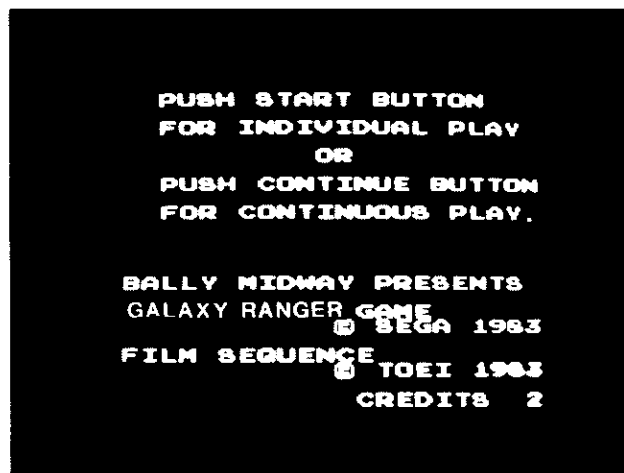 PUSH START BUTTON
FOR INDIVIDUAL PLAY
OR
PUSH CONTINUE BUTTON
FOR CONTINUOUS PLAY.
BALLY MIDWAY PRESENTS
GALAXY RANGER GAME
© SEGA 1983
FILM SEQUENCE
© TOEI 1983
CREDITS 2